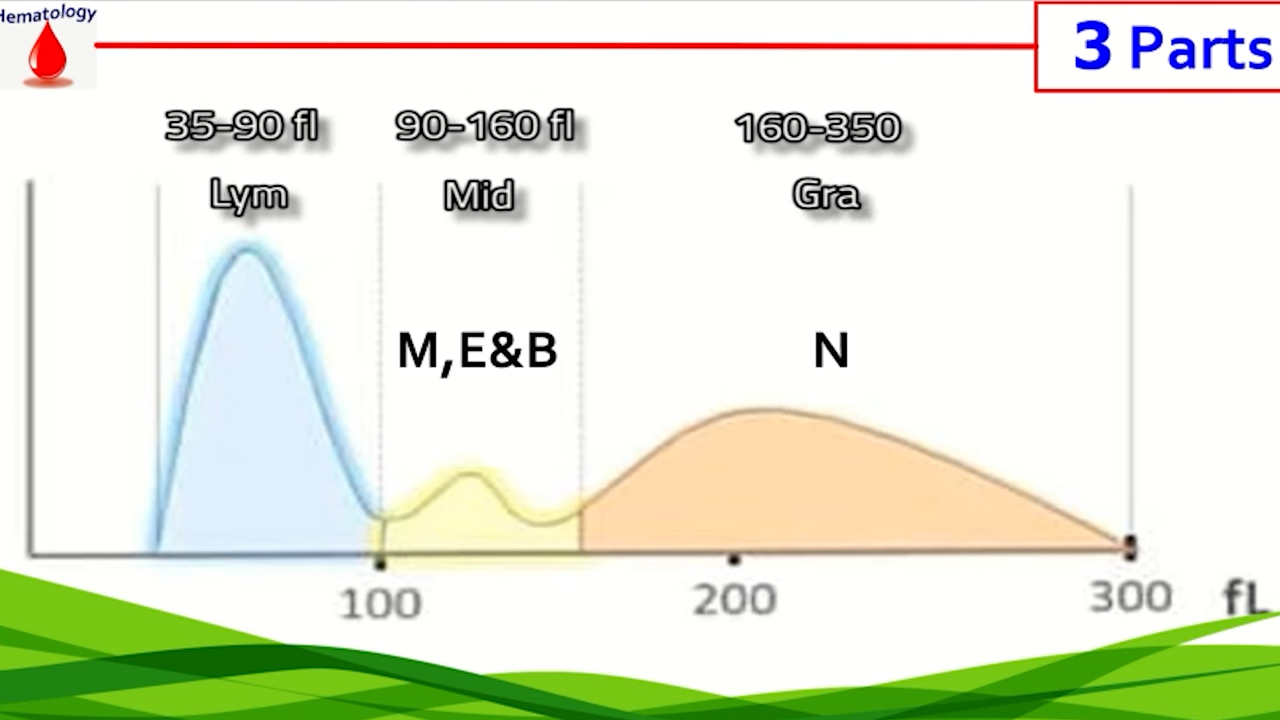 Hematology
3 Parts
35-90 fl
90-160 fl
160-350
Lym
Mid
Gra
M,E&B
N
100
200
300
fL